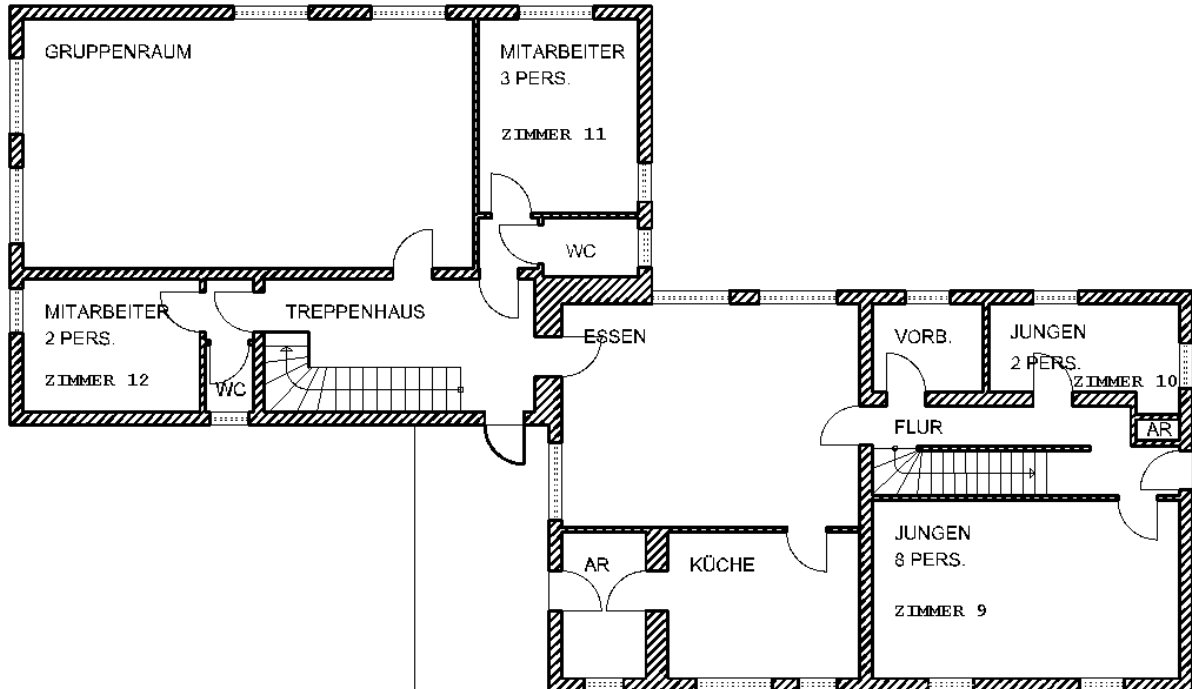 GRUPPENRAUM
MITARBEITER
3 PERS.
ZIMMER 11
WC
MITARBEITER
2 PERS.
ZIMMER 12
WC
TREPPENHAUS
ESSEN
VORB.
JUNGEN
2 PERS.
ZIMMER 10
FLUR
AR
AR
KÜCHE
JUNGEN
8 PERS.
ZIMMER 9